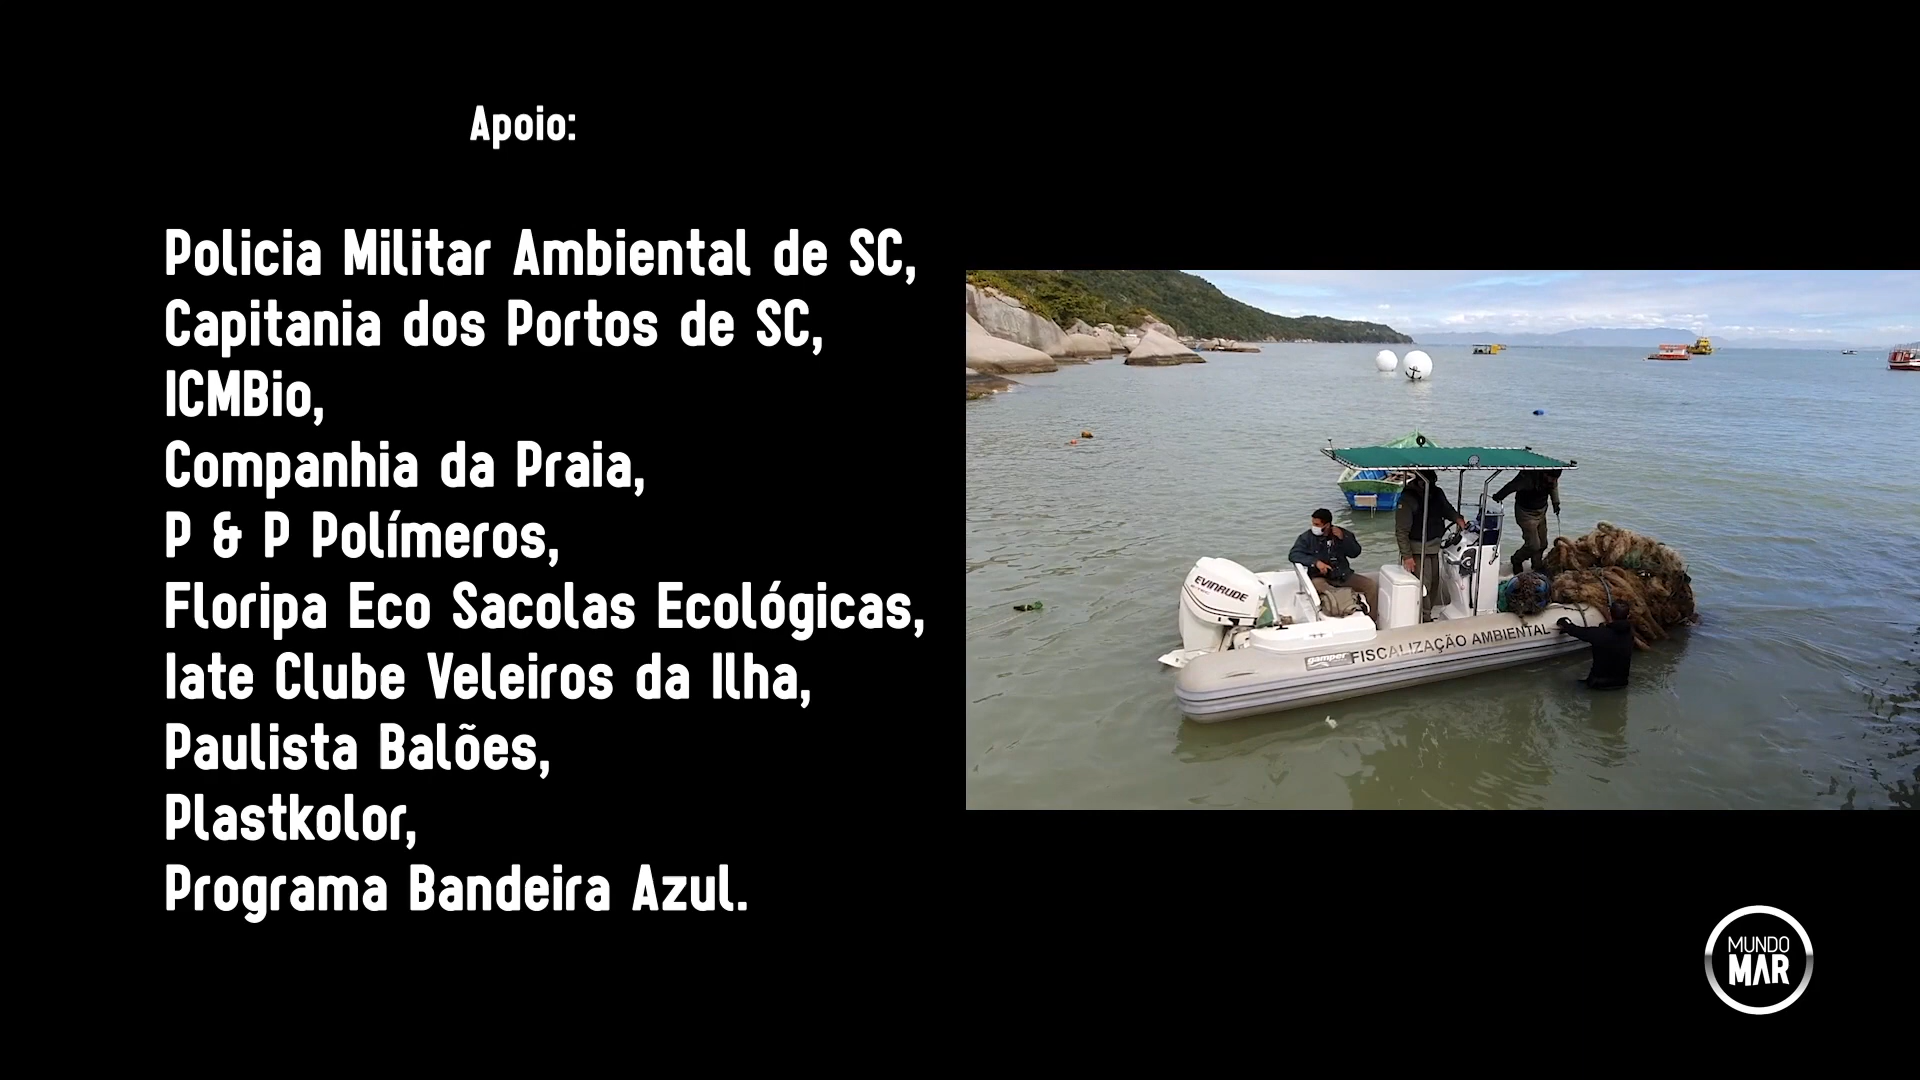 Apoio:
Policia Militar Ambiental de SC,
Capitania dos Portos de SC,
ICMBio,
Companhia da Praia,
P & P Polímeros,
Floripa Eco Sacolas Ecológicas,
Iate Clube Veleiros da Ilha,
Paulista Balões,
Plastkolor,
Programa Bandeira Azul.
EVINRUDE
gamper FISCALIZAÇÃO AMBIENTAL
MUNDO
MAR